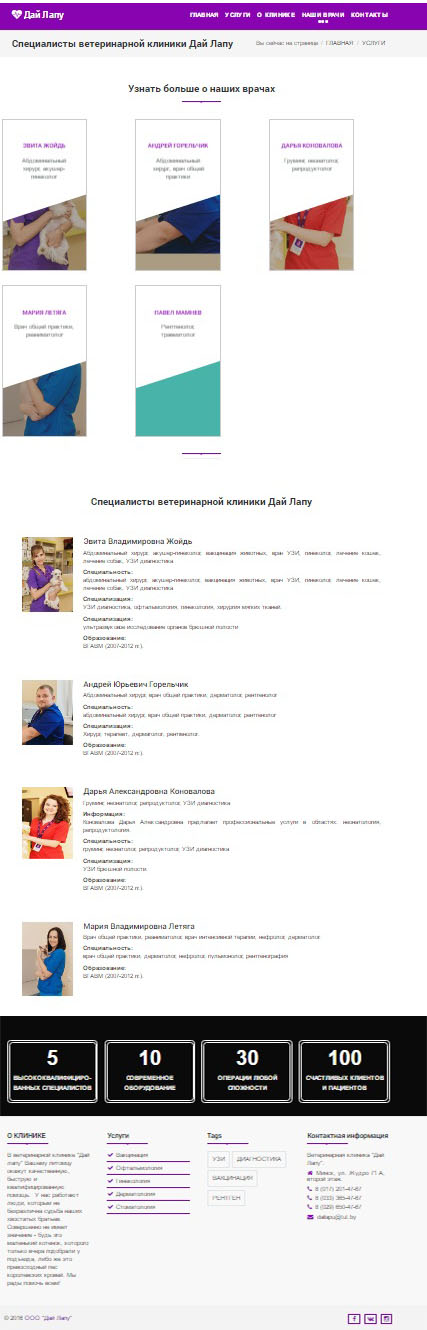 Дай Лапу
ГЛАВНАЯ УСЛУГИ О КЛИНИКЕ НАШИ ВРАЧИ КОНТАКТЫ
Специалисты ветеринарной клиники Дай Лапу
Вы сейчас на странице / ГЛАВНАЯ / УСЛУГИ
Узнать больше о наших врачах
ЭВИТА ЖОЙДЬ
Абдоминальный
хирург, акушер-
гинеколог
АНДРЕЙ ГОРЕЛЬЧИК
Абдоминальный
хирург, врач общей
практики
ДАРЬЯ КОНОВАЛОВА
Груминг, неонатолог,
репродуктолог
МАРИЯ ЛЕТЯГА
Врач общей практики,
реаниматолог
ПАВЕЛ МАМНЕВ
Рентгенолог,
травматолог
Специалисты ветеринарной клиники Дай Лапу
Эвита Владимировна Жойдь
Абдоминальный хирург, акушер-гинеколог, вакцинация животных, врач УЗИ, гинеколог, лечение кошек,
лечение собак, УЗИ диагностика
Специальность:
абдоминальный хирург, акушер-гинеколог, вакцинация животных, врач УЗИ, гинеколог, лечение кошек,
лечение собак, УЗИ диагностика
Специализация:
УЗИ диагностика, офтальмология, гинекология, хирургия мягких тканей.
Специализация:
ультразвуковое исследование органов брюшной полости
Образование:
ВГАВМ (2007-2012 гг).
Андрей Юрьевич Горельчик
Абдоминальный хирург, врач общей практики, дерматолог, рентгенолог
Специальность:
абдоминальный хирург, врач общей практики, дерматолог, рентгенолог
Специализация:
Хирург, терапевт, дерматолог, рентгенолог.
Образование:
ВГАВМ (2007-2012 гг).
Дарья Александровна Коновалова
Груминг, неонатолог, репродуктолог, УЗИ диагностика
Информация:
Коновалова Дарья Александровна предлагает профессиональные услуги в областях: неонатология,
репродуктология.
Специальность:
груминг, неонатолог, репродуктолог, УЗИ диагностика
Специализация:
УЗИ брюшной полости.
Образование:
ВГАВМ (2007-2012 гг).
Мария Владимировна Летяга
Врач общей практики, реаниматолог, врач интенсивной терапии, нефролог, дерматолог
Специальность:
врач общей практики, дерматолог, нефролог, пульмонолог, рентгенография
Образование:
ВГАВМ (2007-2012 гг).
5
ВЫСОКОКВАЛИФИЦИРО-
ВАННЫХ СПЕЦИАЛИСТОВ
10
СОВРЕМЕННОЕ
ОБОРУДОВАНИЕ
30
ОПЕРАЦИИ ЛЮБОЙ
СЛОЖНОСТИ
100
СЧАСТЛИВЫХ КЛИЕНТОВ
И ПАЦИЕНТОВ
О КЛИНИКЕ
В ветеринарной клинике "Дай
лапу" Вашему питомцу
окажут качественную,
быструю и
квалифицированную
помощь. У нас работают
люди, которым не
безразлична судьба наших
хвостатых братьев.
Совершенно не имеет
значения - будь это
маленький котенок, которого
только вчера подобрали у
подъезда, либо же это
превосходный пес
королевских кровей. Мы
рады помочь всем!
Услуги
Вакцинация
Офтальмология
Гинекология
Дерматология
Стоматология
Tags
УЗИ
ДИАГНОСТИКА
ВАКЦИНАЦИЯ
РЕНТГЕН
Контактная информация
Ветеринарная клиника "Дай
Лапу".
Минск, ул. Жудро П.А,
второй этаж
8 (017) 201-47-67
8 (033) 365-47-67
8 (029) 650-47-67
dailapu@tut.by
© 2018 ООО "Дай Лапу"